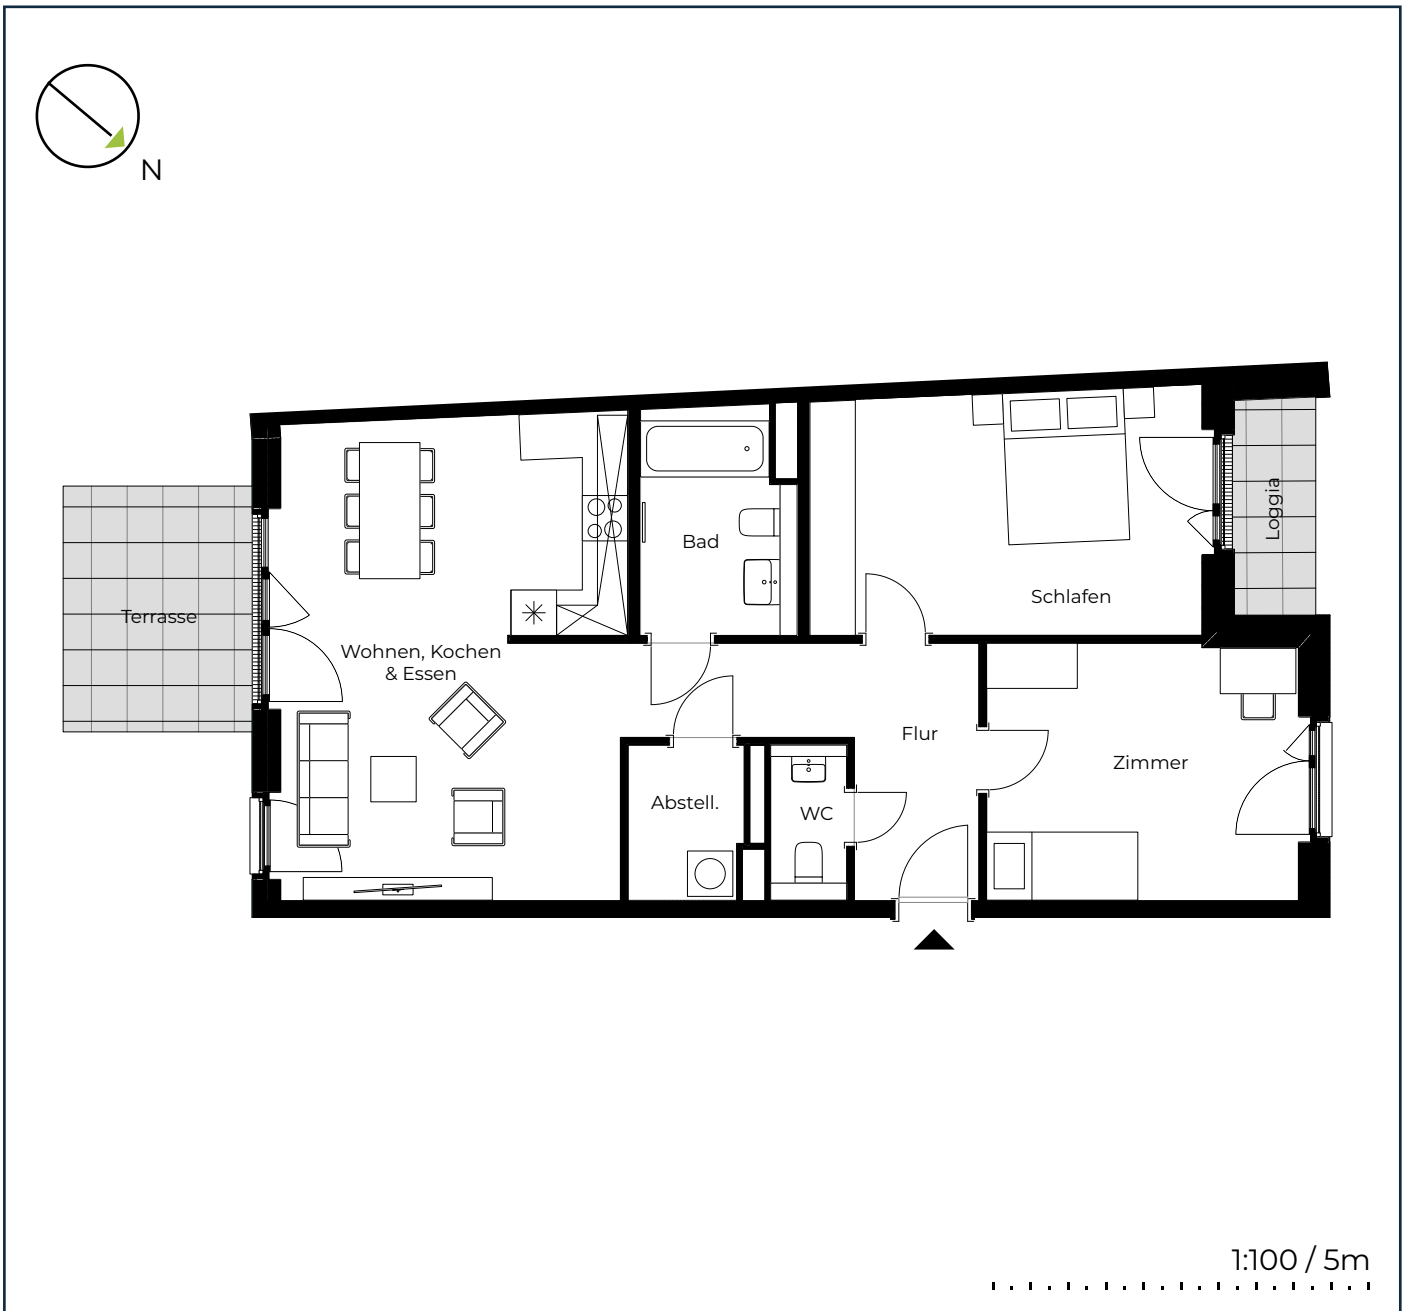 N
Loggia
Bad
Schlafen
Terrasse
Wohnen, Kochen
& Essen
Flur
Zimmer
Abstell.
WC
1:100 / 5m